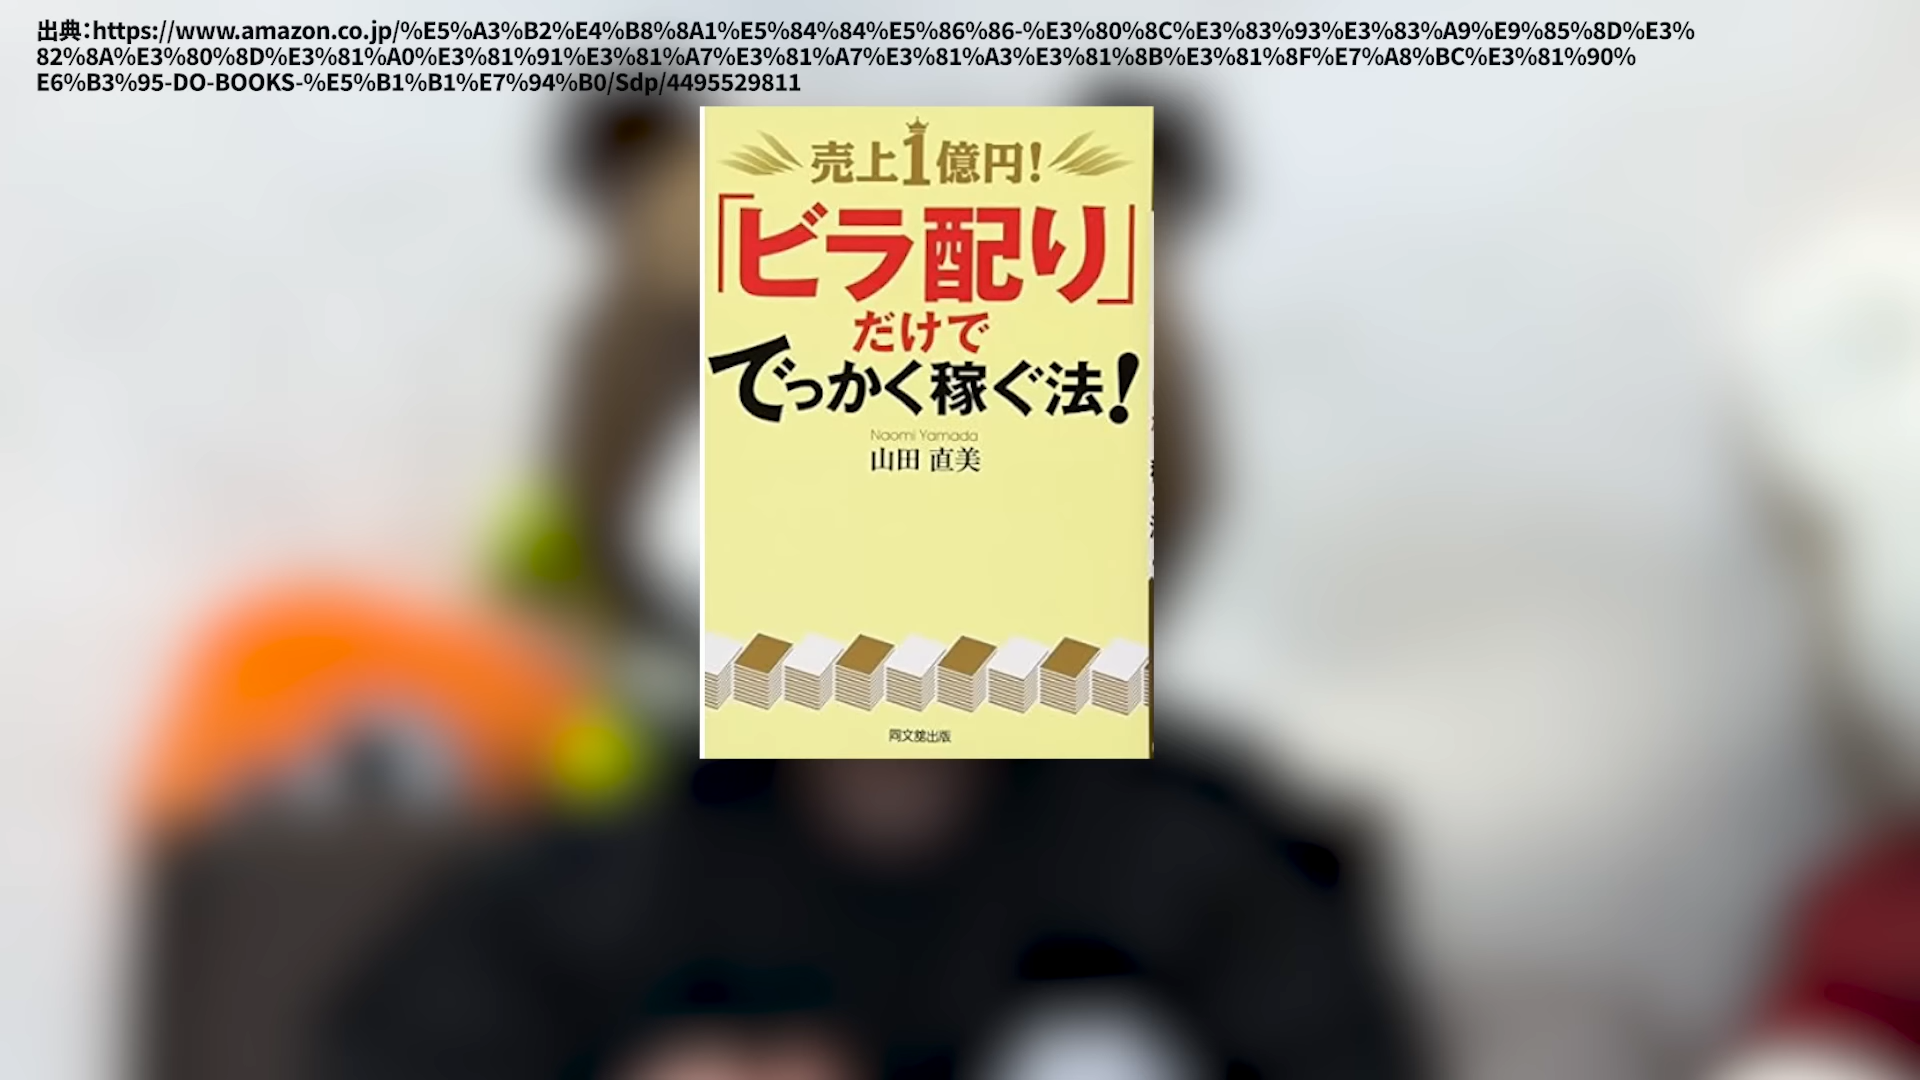 出典：https://www.amazon.co.jp/%E5%A3%B2%E4%B8%8A1%E5%84%84%E5%86%86-%E3%80%8C%E3%83%93%E3%83%A9%E9%85%8D%E3%
82%8A%E3%80%8D%E3%81%A0%E3%81%91%E3%81%A7%E3%81%A7%E3%81%A3%E3%81%8B%E3%81%8F%E7%A8%BC%E3%81%90%
E6%B3%95-DO-BOOKS-%E5%B1%B1%E7%94%B0/Sdp/4495529811
売上1億円!
「ビラ配り」
だけで
でっかく稼ぐ法!
Naomi Yamada
山田 直美
同文舘出版